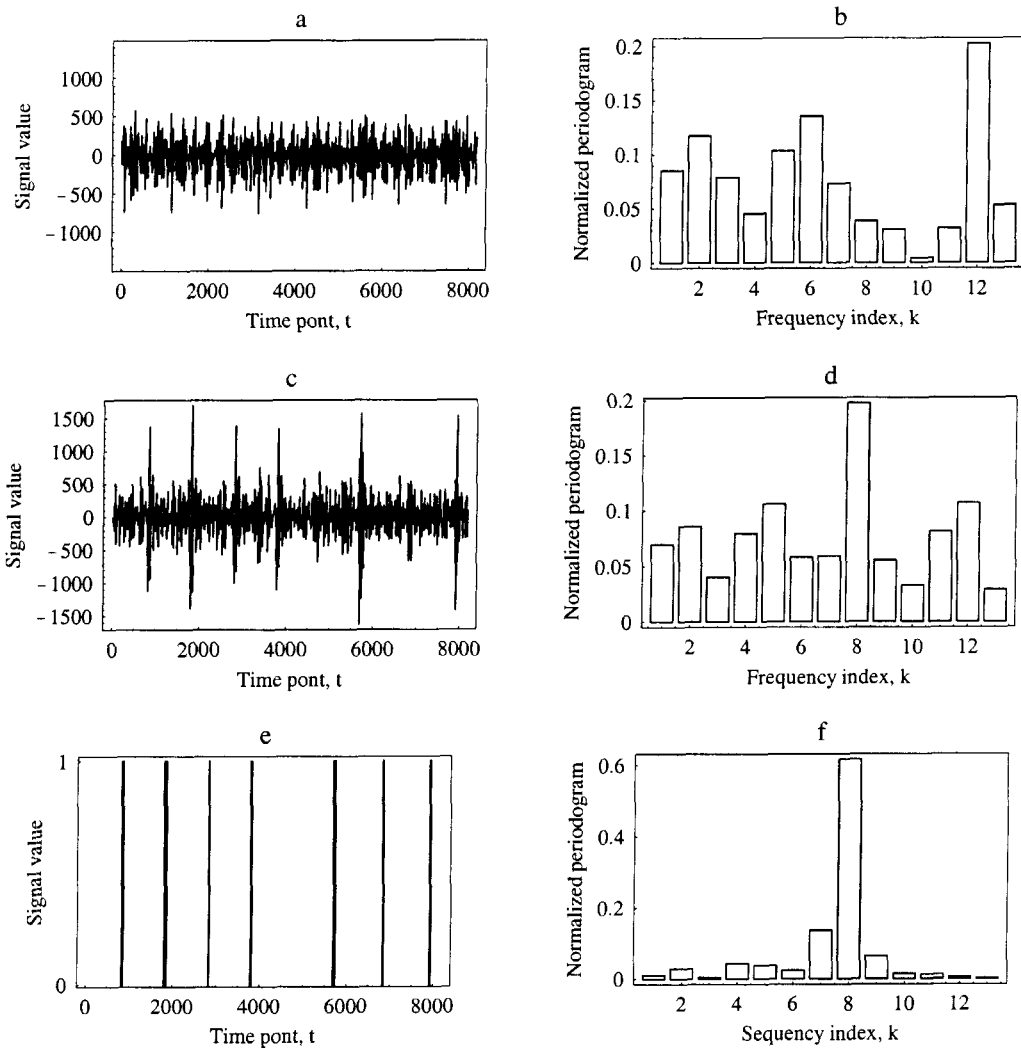 a
Signal value
1000
500
0
− 500
− 1000
0 2000 4000 6000 8000
Time pont, t
b
Normalized periodogram
0.2
0.15
0.1
0.05
0
2 4 6 8 10 12
Frequency index, k
c
Signal value
1500
1000
500
0
− 500
− 1000
− 1500
0 2000 4000 6000 8000
Time pont, t
d
Normalized periodogram
0.2
0.15
0.1
0.05
0
2 4 6 8 10 12
Frequency index, k
e
Signal value
1
0
0 2000 4000 6000 8000
Time pont, t
f
Normalized periodogram
0.6
0.4
0.6
0
2 4 6 8 10 12
Sequency index, k